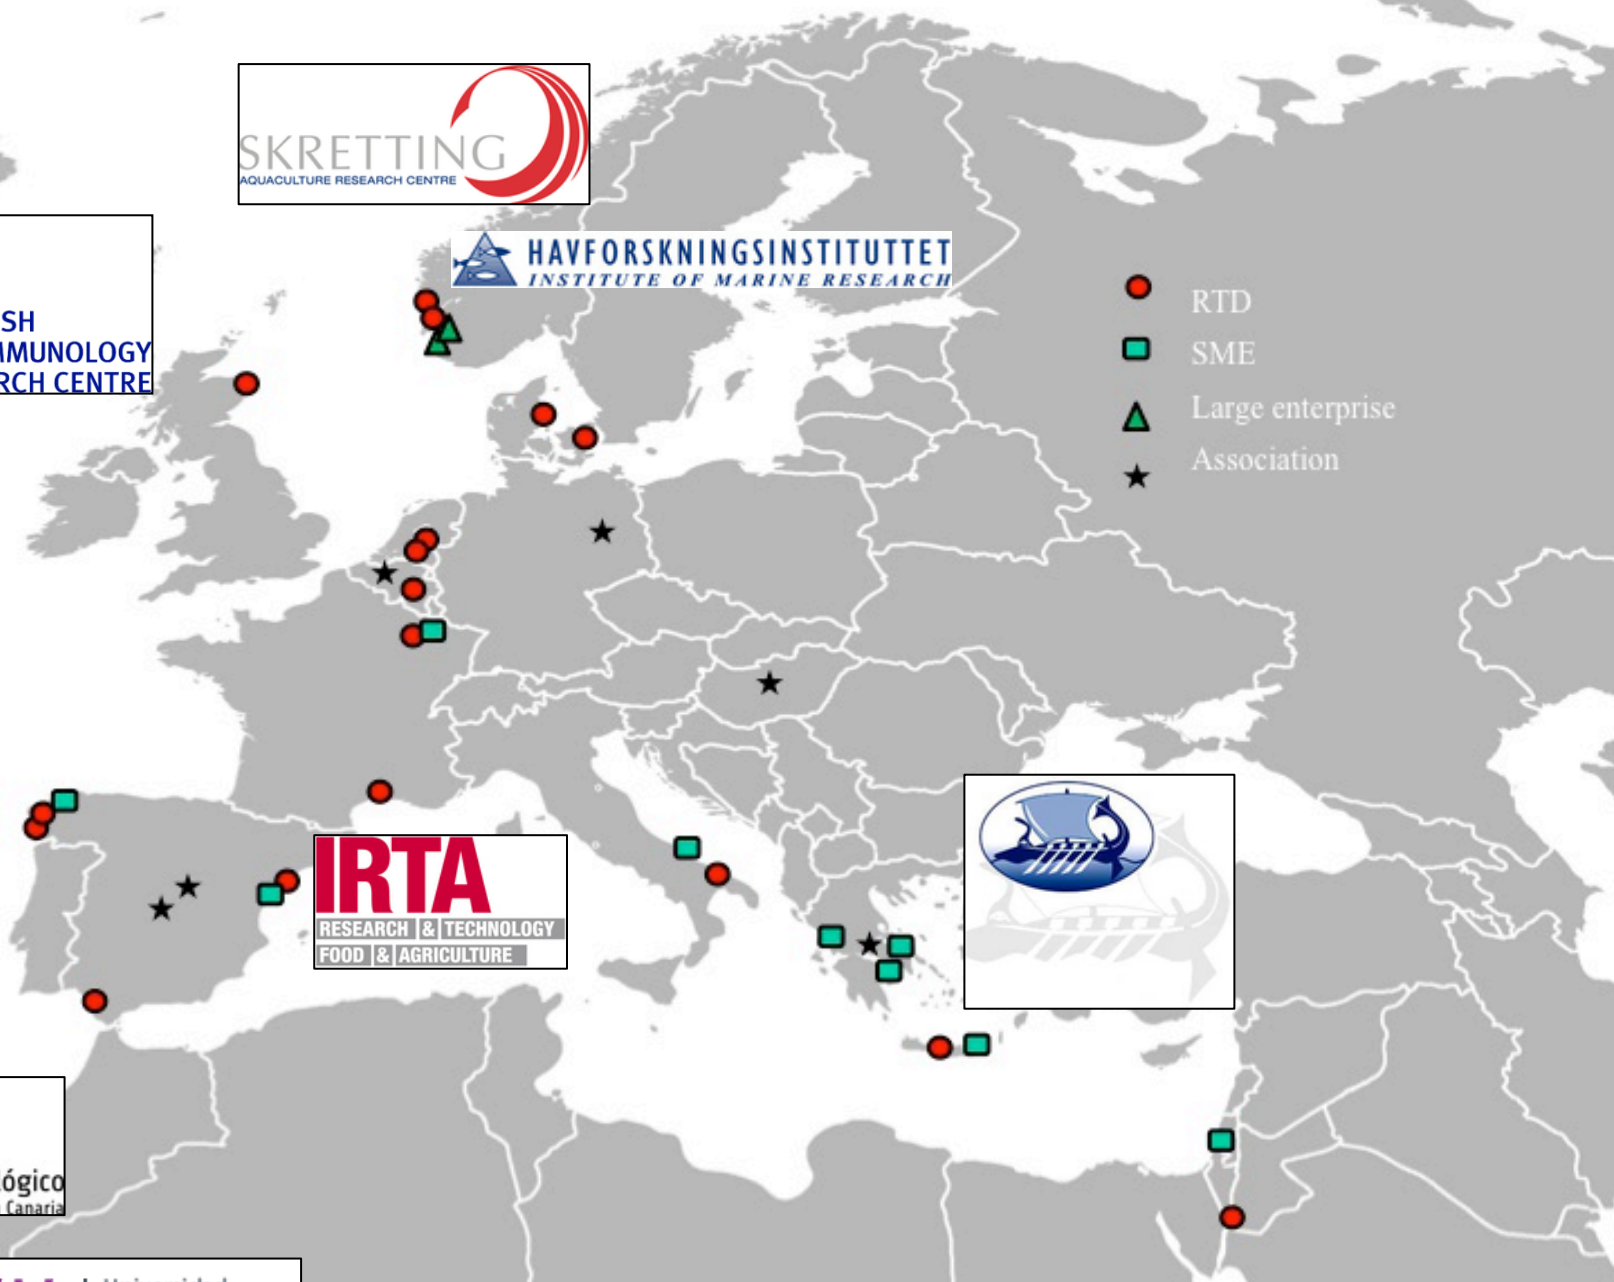 SKRETTING
AQUACULTURE RESEARCH CENTRE
HAVFORSKNINGSINSTITUTTET
INSTITUTE OF MARINE RESEARCH
SH
MUNOLOGY
RCH CENTRE
RTD
SME
Large enterprise
Association
IRTA
RESEARCH & TECHNOLOGY
FOOD & AGRICULTURE
ógico
Canaria